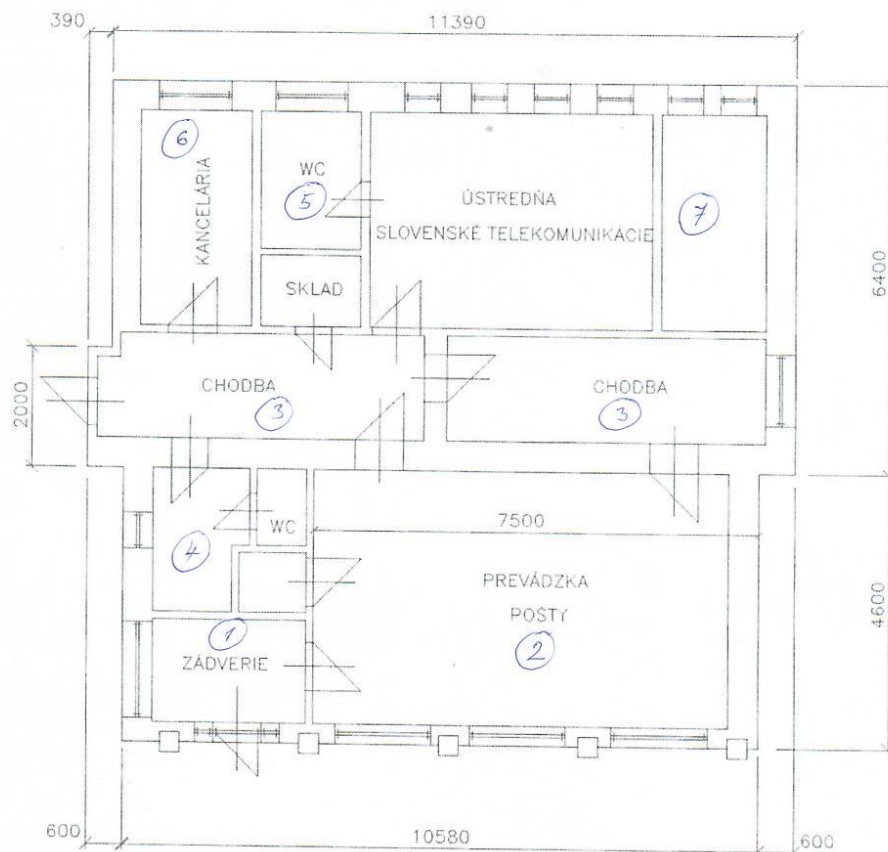 390
11390
6
KANCELÁRIA
WC
5
ÚSTREDŇA
SLOVENSKÉ TELEKOMUNIKÁCIE
7
SKLAD
6400
2000
CHODBA
3
CHODBA
3
4
WC
7500
PREVÁDZKA
POŠTY
2
4600
1
ZÁDVERIE
600
10580
600